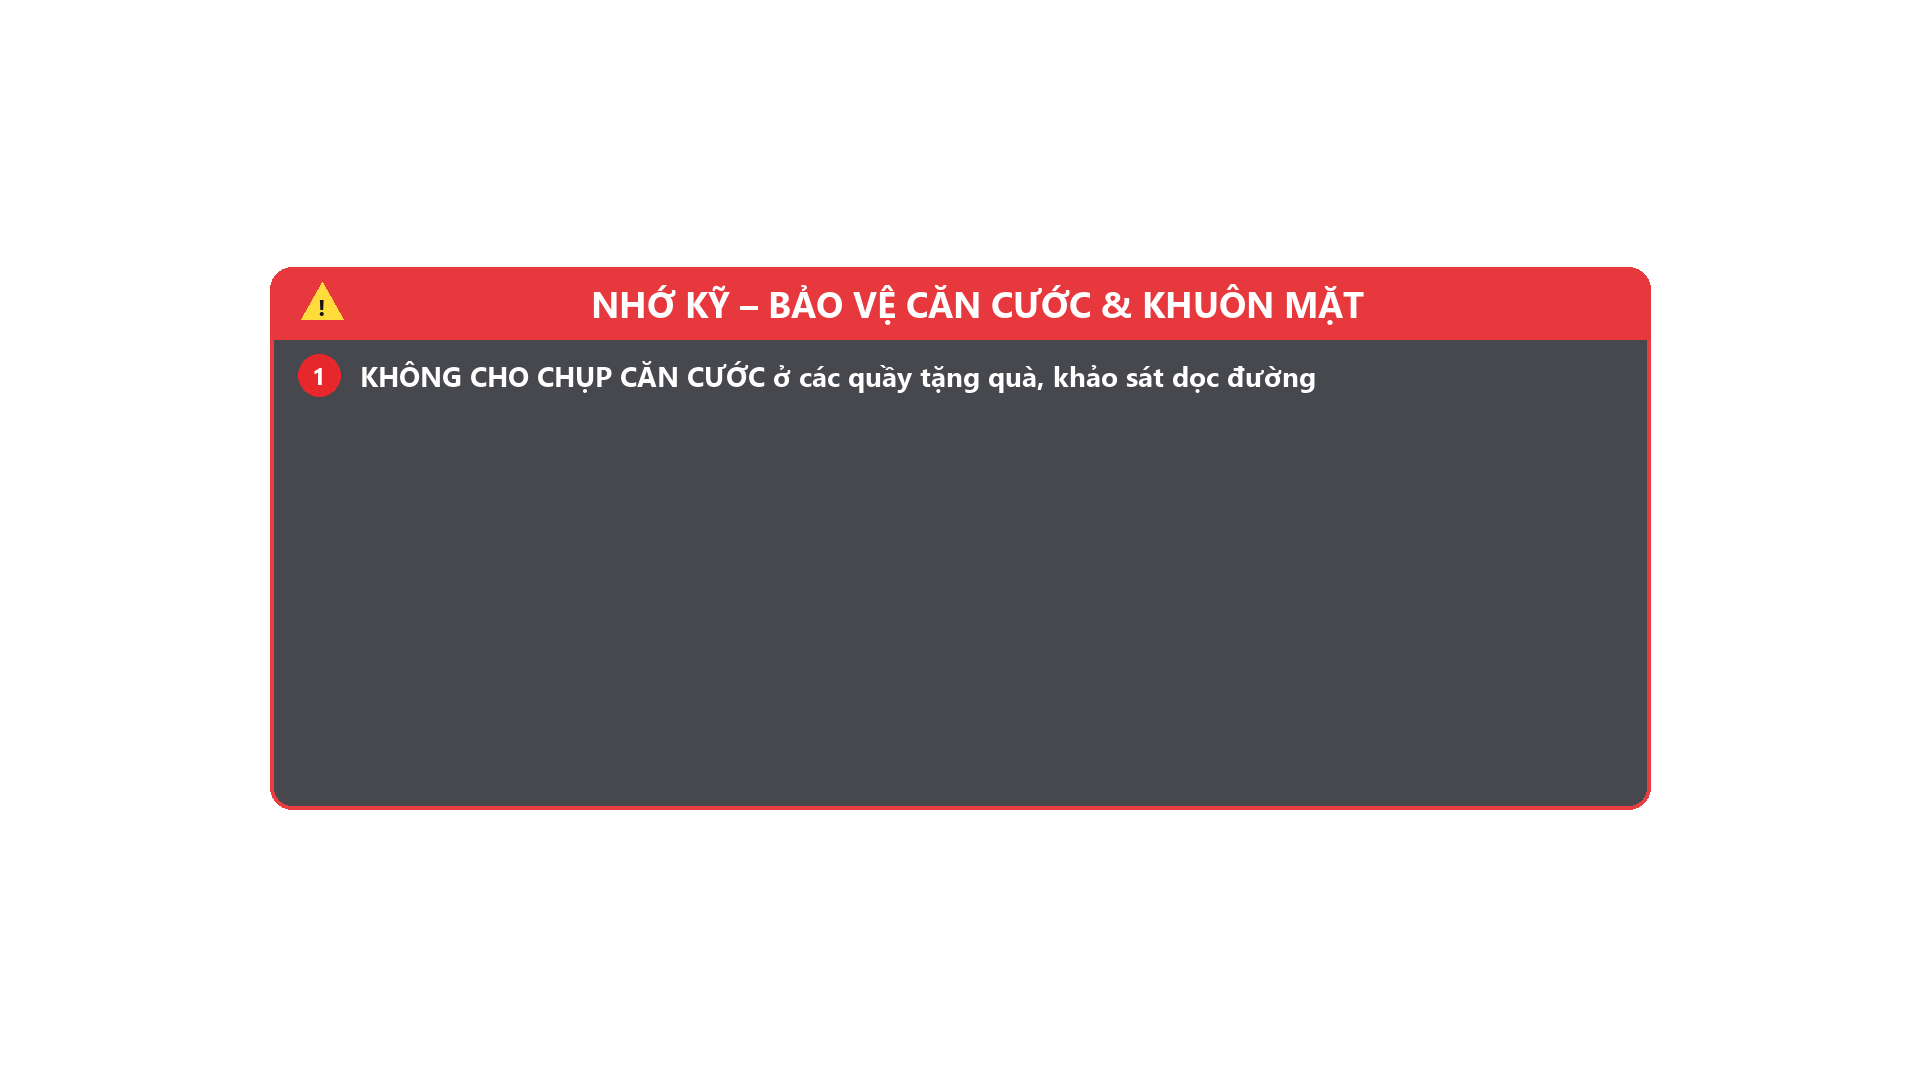 !
NHỚ KỸ – BẢO VỆ CĂN CƯỚC & KHUÔN MẶT
1 KHÔNG CHO CHỤP CĂN CƯỚC ở các quầy tặng quà, khảo sát dọc đường